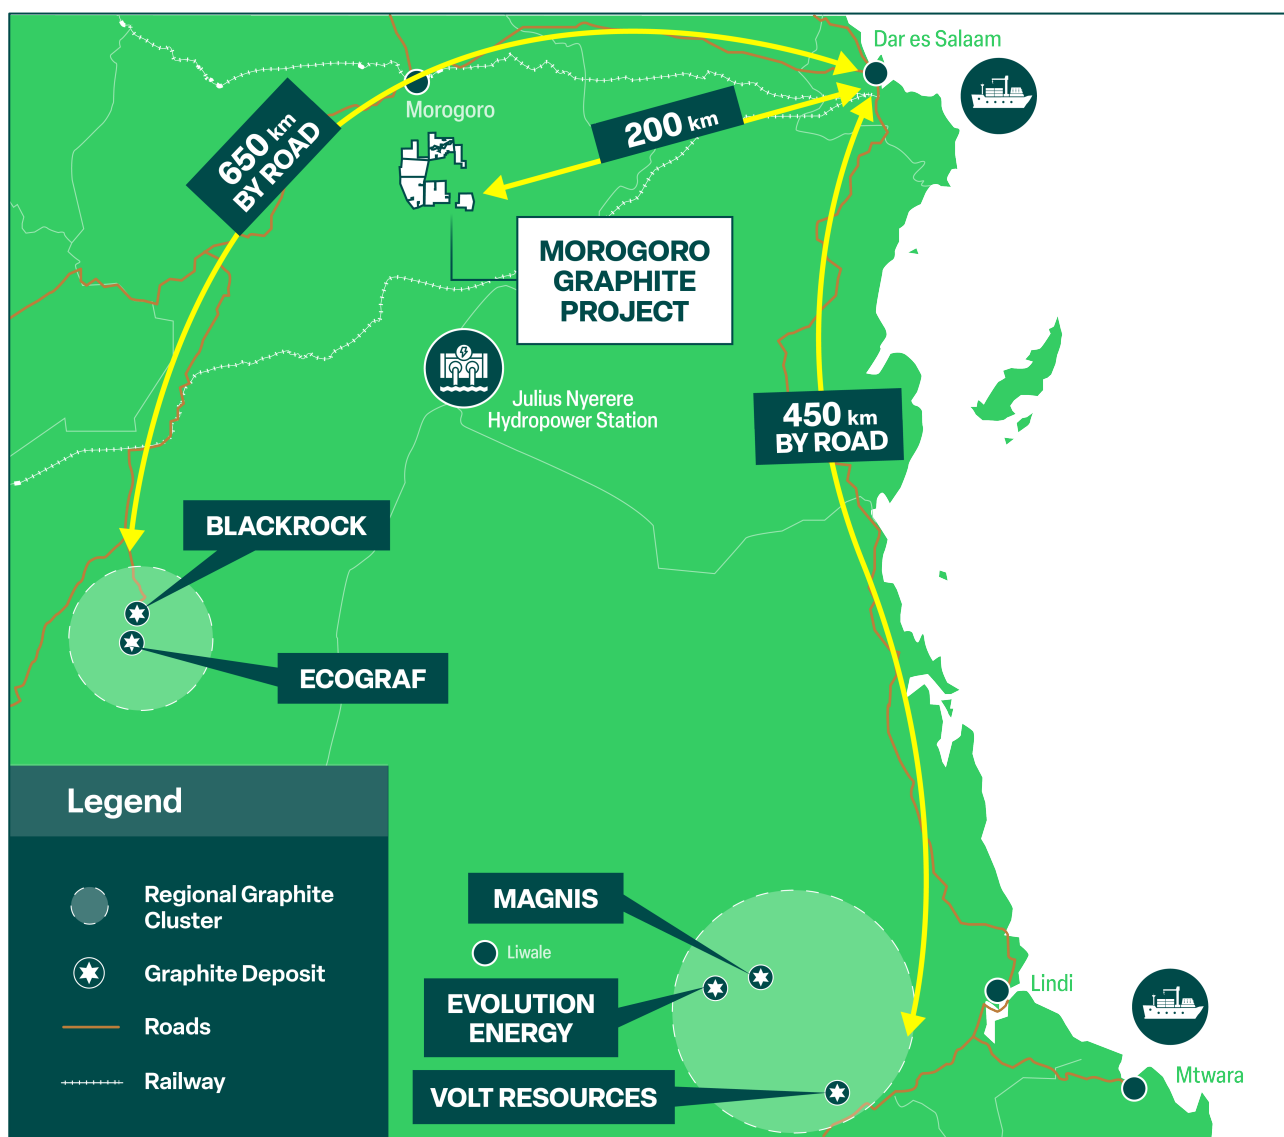 Dar es Salaam
Morogoro
650 km
BY ROAD
200 km
MOROGORO
GRAPHITE
PROJECT
Julius Nyerere
Hydropower Station
450 km
BY ROAD
BLACKROCK
ECOGRAF
Legend
Regional Graphite
Cluster
Graphite Deposit
Roads
Railway
MAGNIS
Liwale
EVOLUTION
ENERGY
VOLT RESOURCES
Lindi
Mtwara